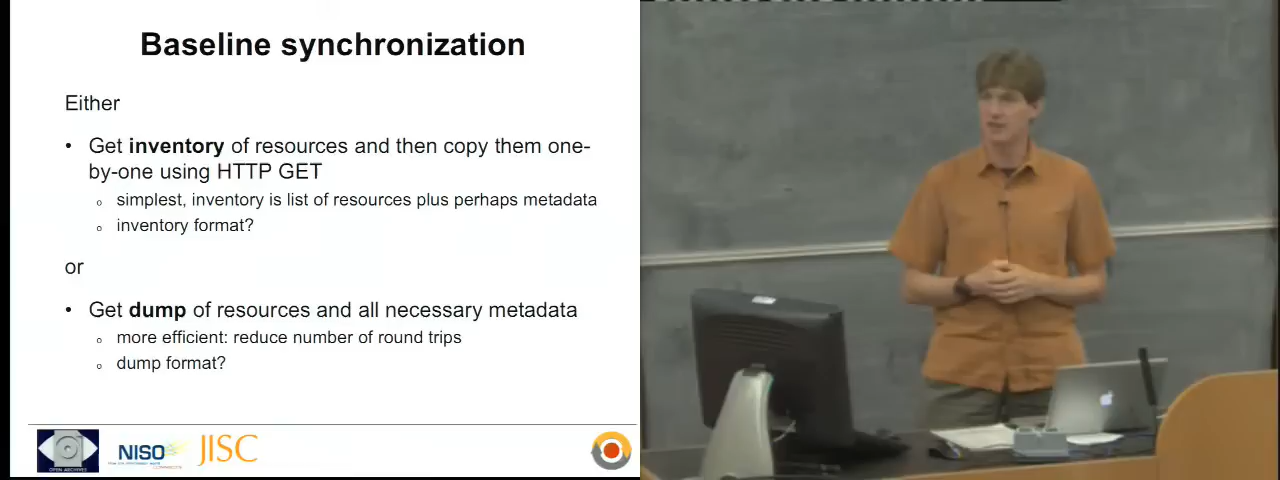 Baseline synchronization
Either
• Get inventory of resources and then copy them one-
by-one using HTTP GET
o simplest, inventory is list of resources plus perhaps metadata
o inventory format?
or
• Get dump of resources and all necessary metadata
o more efficient: reduce number of round trips
o dump format?
OPEN ARCHIVES
NISO
JISC